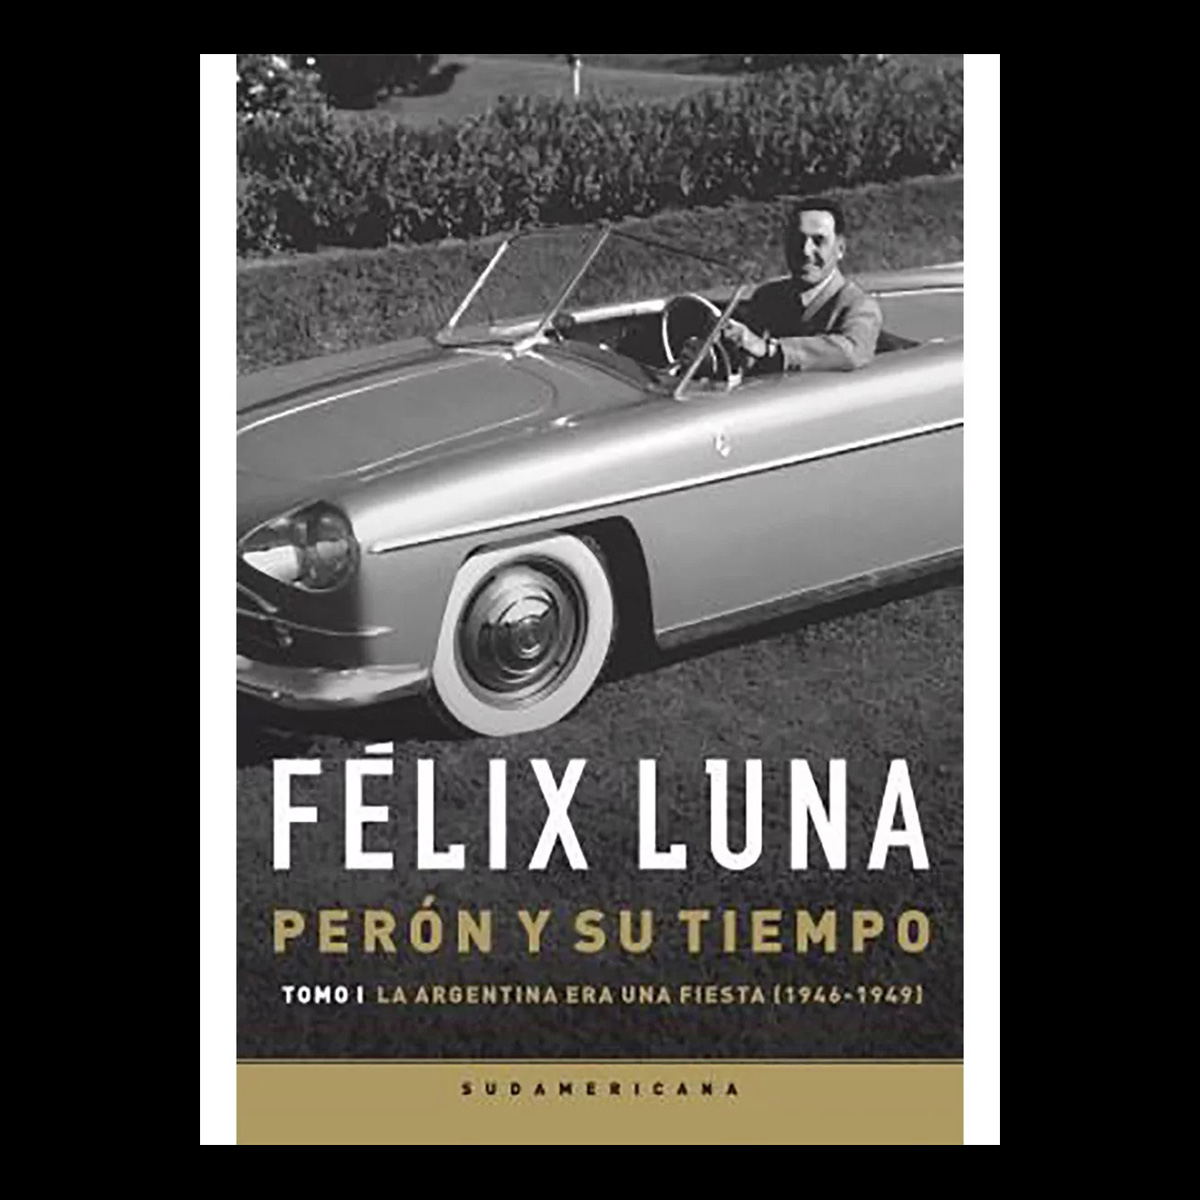 FÉLIX LUNA
PERÓN Y SU TIEMPO
TOMO I LA ARGENTINA ERA UNA FIESTA (1946-1949)
SUDAMERICANA